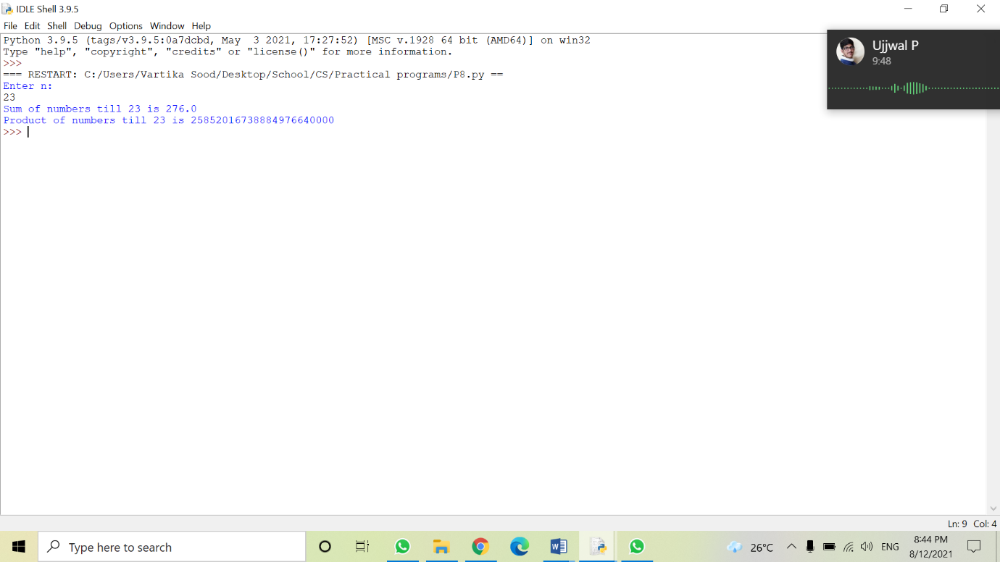 IDLE Shell 3.9.5
File Edit Shell Debug Options Window Help
Python 3.9.5 (tags/v3.9.5:0a7dcbd, May  3 2021, 17:27:52) [MSC v.1928 64 bit (AMD64)] on win32
Type "help", "copyright", "credits" or "license()" for more information.
>>>
=== RESTART: C:/Users/Vartika Sood/Desktop/School/CS/Practical programs/P8.py ==
Enter n:
23
Sum of numbers till 23 is 276.0
Product of numbers till 23 is 25852016738884976640000
>>>
Ujjwal P
9:48
Ln: 9 Col: 4
Type here to search
W
26°C
ENG
8:44 PM
8/12/2021